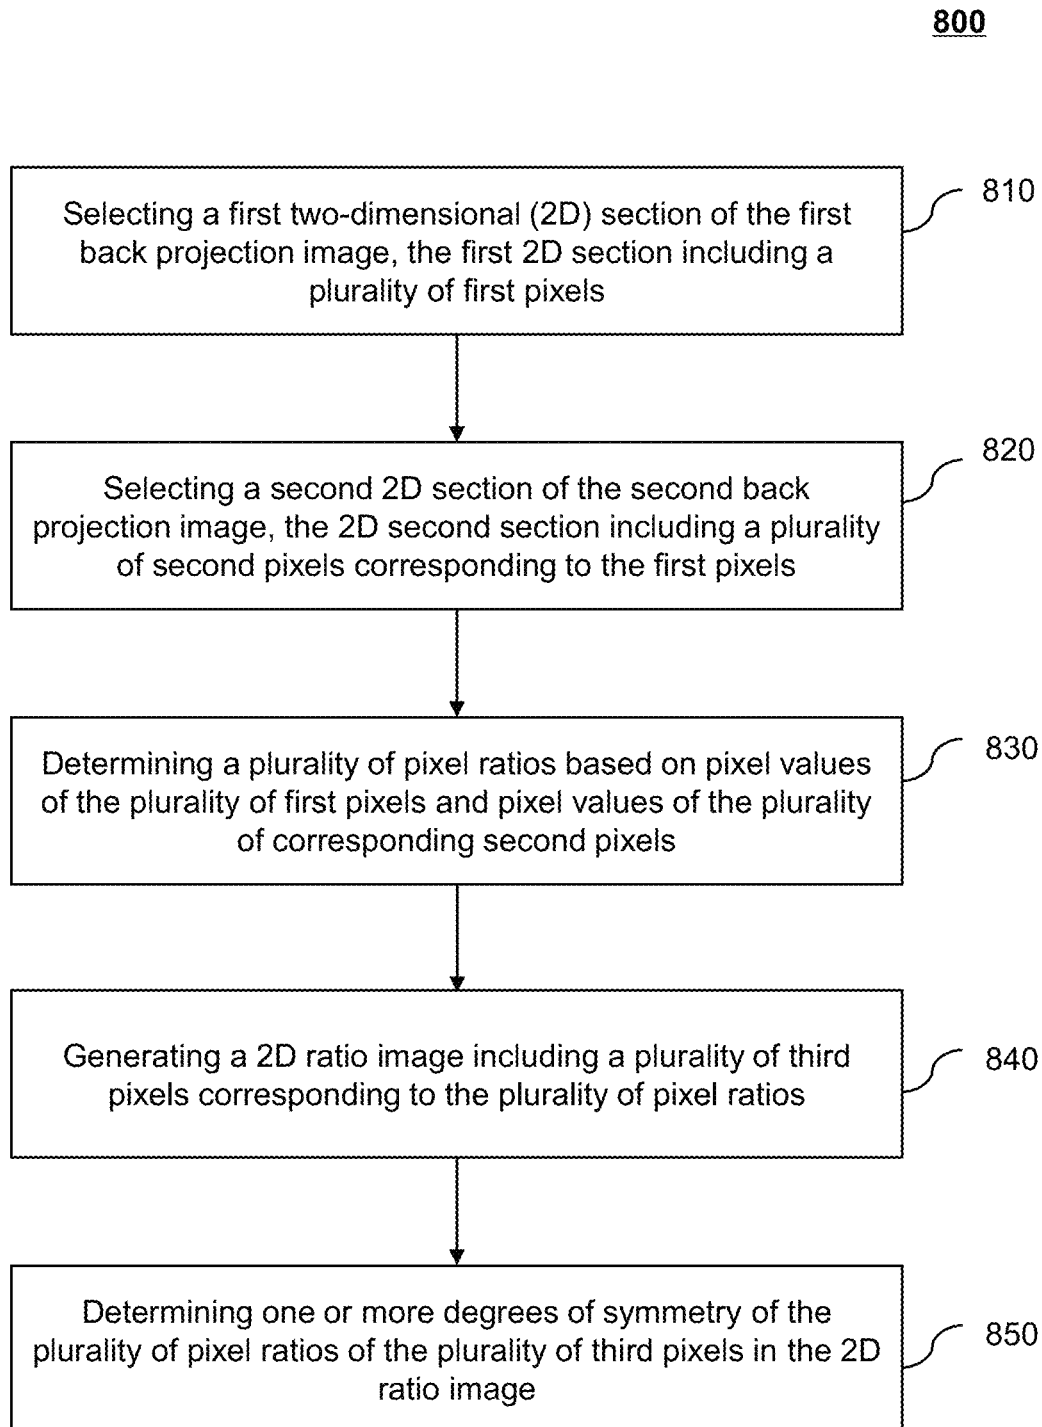 800
810
Selecting a first two-dimensional (2D) section of the first
back projection image, the first 2D section including a
plurality of first pixels
820
Selecting a second 2D section of the second back
projection image, the 2D second section including a plurality
of second pixels corresponding to the first pixels
830
Determining a plurality of pixel ratios based on pixel values
of the plurality of first pixels and pixel values of the plurality
of corresponding second pixels
840
Generating a 2D ratio image including a plurality of third
pixels corresponding to the plurality of pixel ratios
850
Determining one or more degrees of symmetry of the
plurality of pixel ratios of the plurality of third pixels in the 2D
ratio image